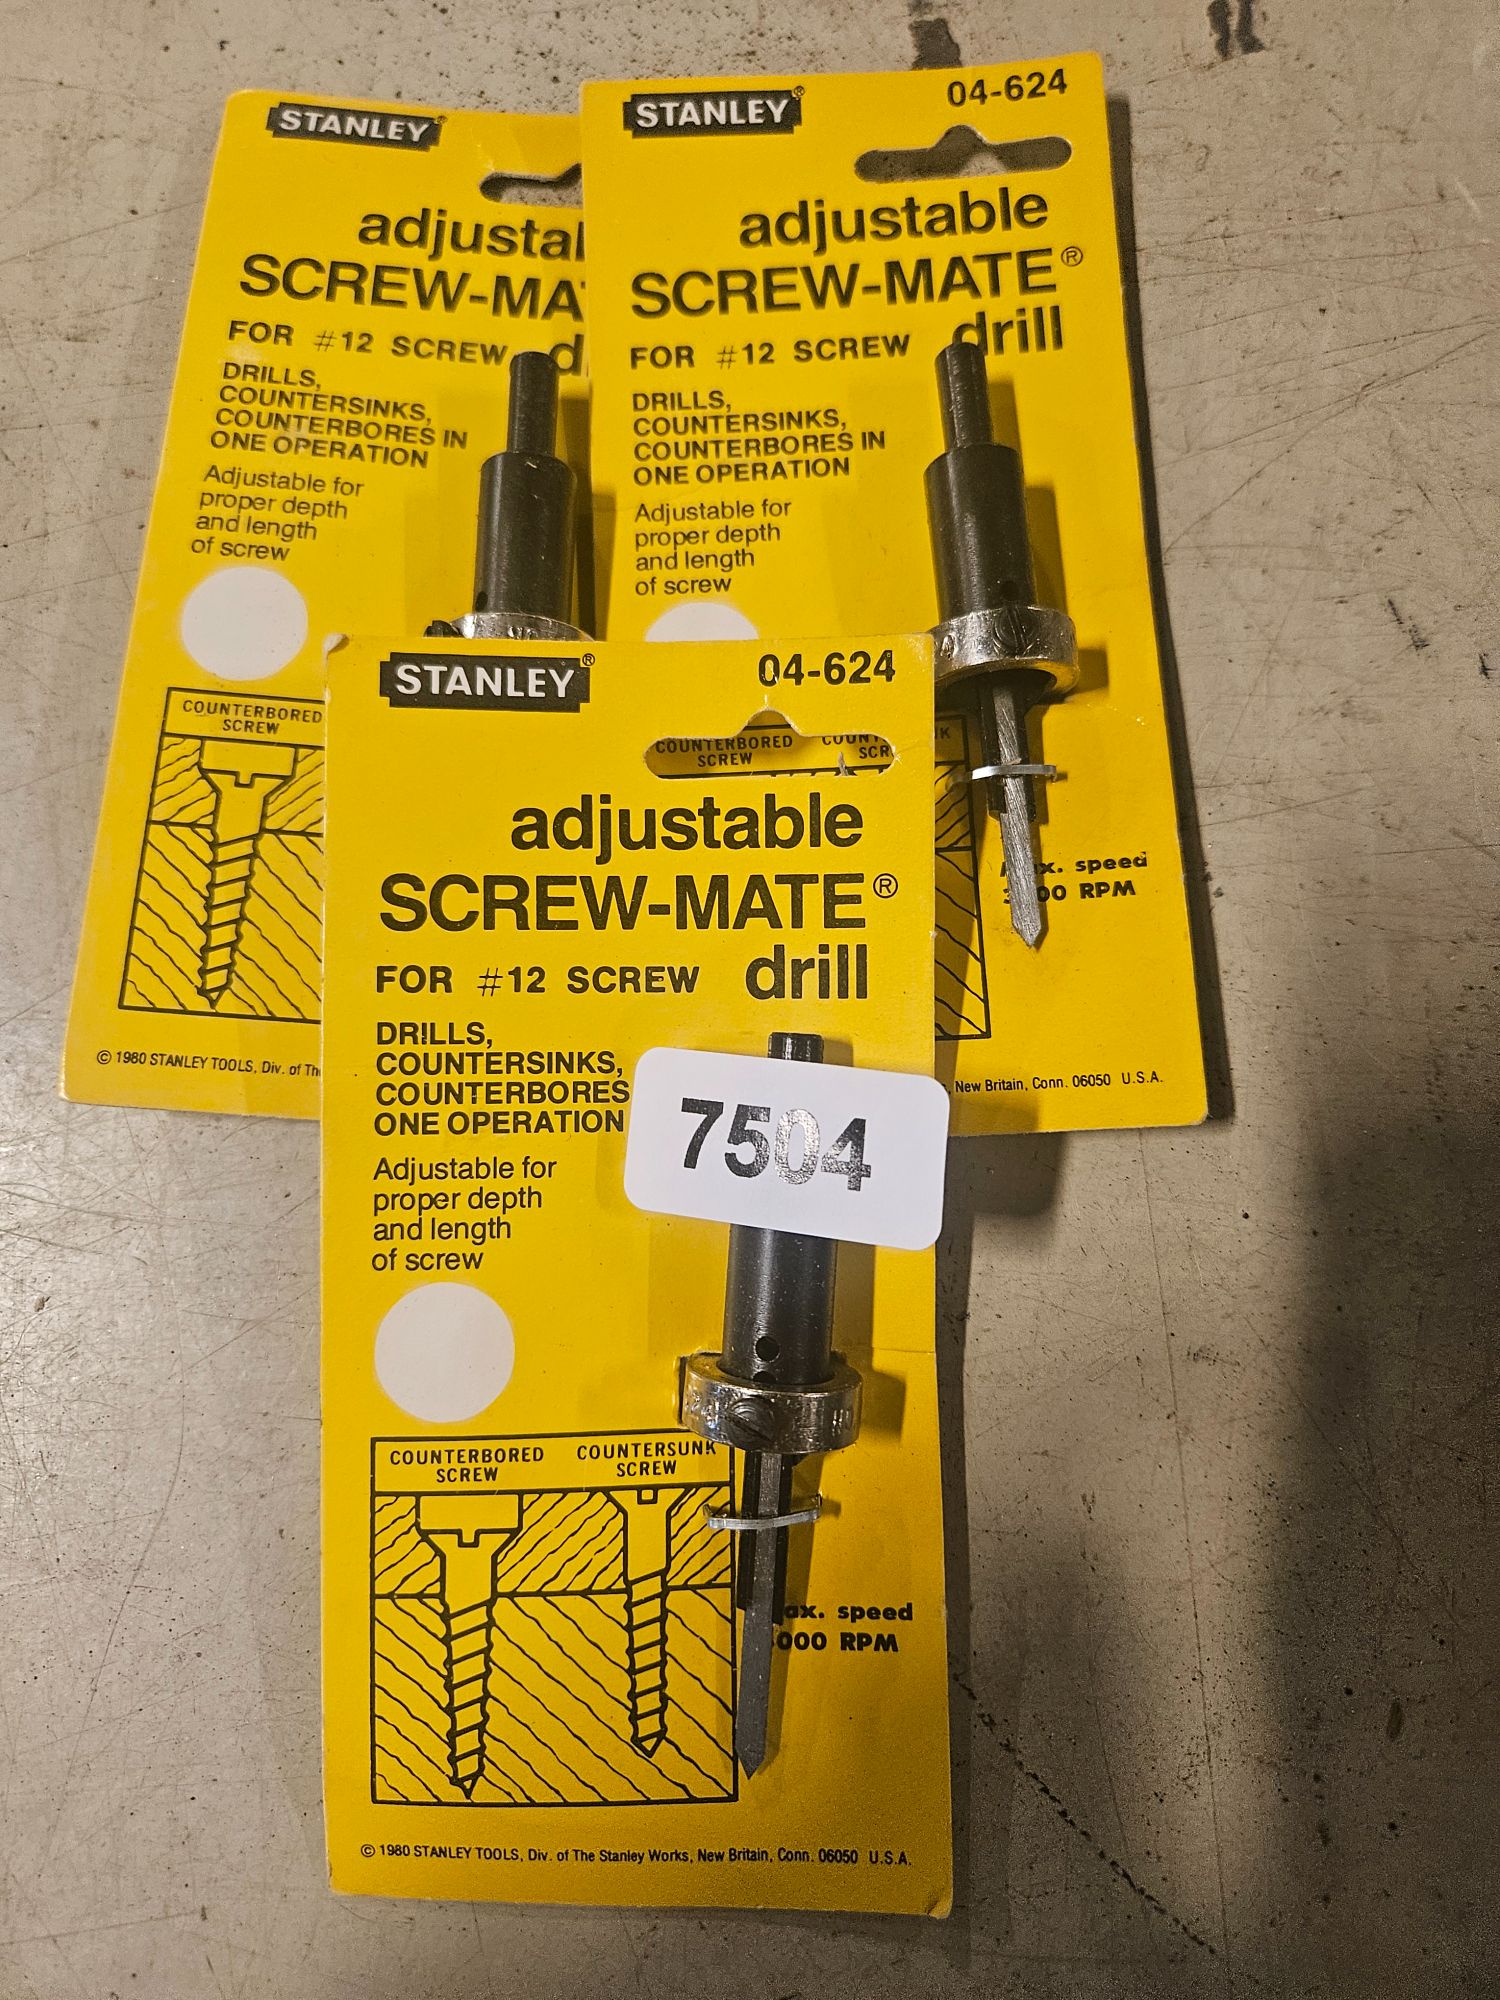 STANLEY®
adjustal
SCREW-MA
FOR #12 SCREW
DRILLS,
COUNTERSINKS,
COUNTERBORES IN
ONE OPERATION
Adjustable for
proper depth
and length
of screw
COUNTERBORED
SCREW
© 1980 STANLEY TOOLS, Div. of Th
STANLEY®
04-624
adjustable
SCREW-MATE®
drill
FOR #12 SCREW
DRILLS,
COUNTERSINKS,
COUNTERBORES IN
ONE OPERATION
Adjustable for
proper depth
and length
of screw
speed
RPM
New Britain, Conn. 06050 U.S.A.
STANLEY®
04-624
COUNTERBORED
SCREW
adjustable
SCREW-MATE®
FOR #12 SCREW drill
DRILLS,
COUNTERSINKS,
COUNTERBORES
ONE OPERATION
7504
Adjustable for
proper depth
and length
of screw
COUNTERBORED COUNTERSUNK
SCREW SCREW
ax. speed
000 RPM
© 1980 STANLEY TOOLS, Div. of The Stanley Works, New Britain, Conn. 06050 U.S.A.